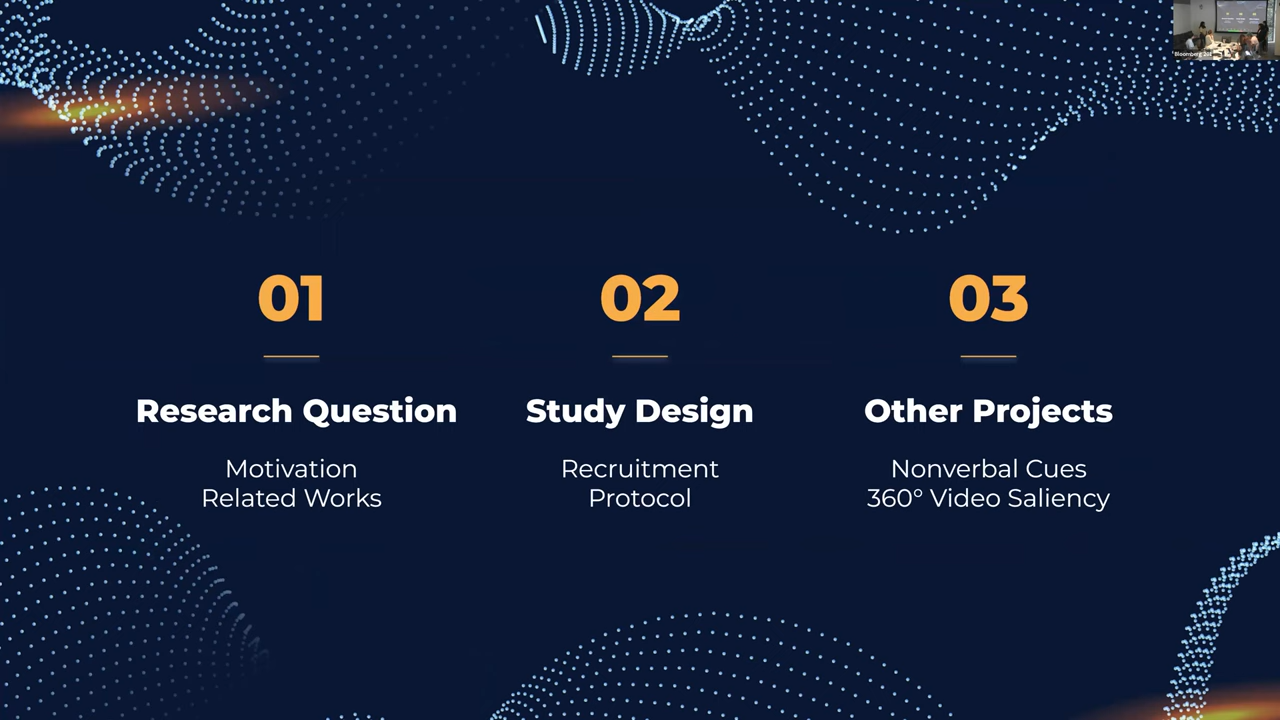 01
02
03
Research Question
Study Design
Other Projects
Motivation
Related Works
Recruitment
Protocol
Nonverbal Cues
360° Video Saliency